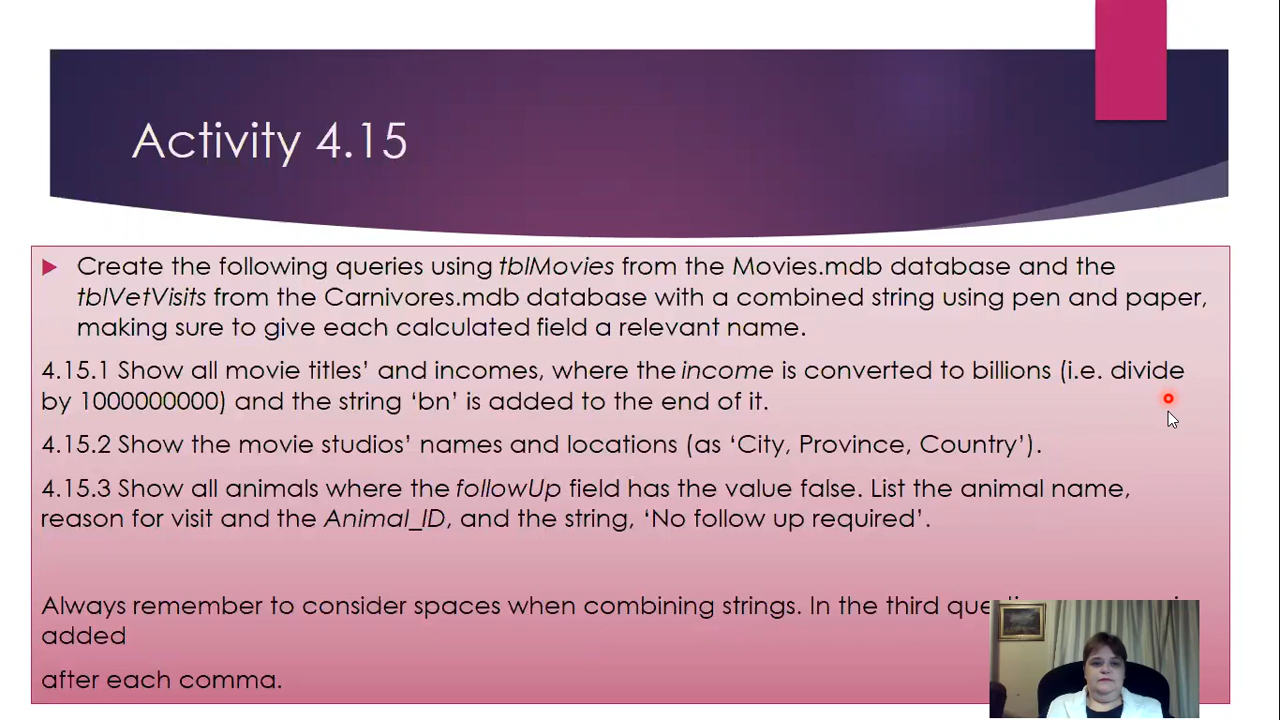 Activity 4.15
Create the following queries using tblMovies from the Movies.mdb database and the
tblVetVisits from the Carnivores.mdb database with a combined string using pen and paper,
making sure to give each calculated field a relevant name.
4.15.1 Show all movie titles’ and incomes, where the income is converted to billions (i.e. divide
by 1000000000) and the string ‘bn’ is added to the end of it.
4.15.2 Show the movie studios’ names and locations (as ‘City, Province, Country’).
4.15.3 Show all animals where the followUp field has the value false. List the animal name,
reason for visit and the Animal_ID, and the string, ‘No follow up required’.
Always remember to consider spaces when combining strings. In the third
added
after each comma.